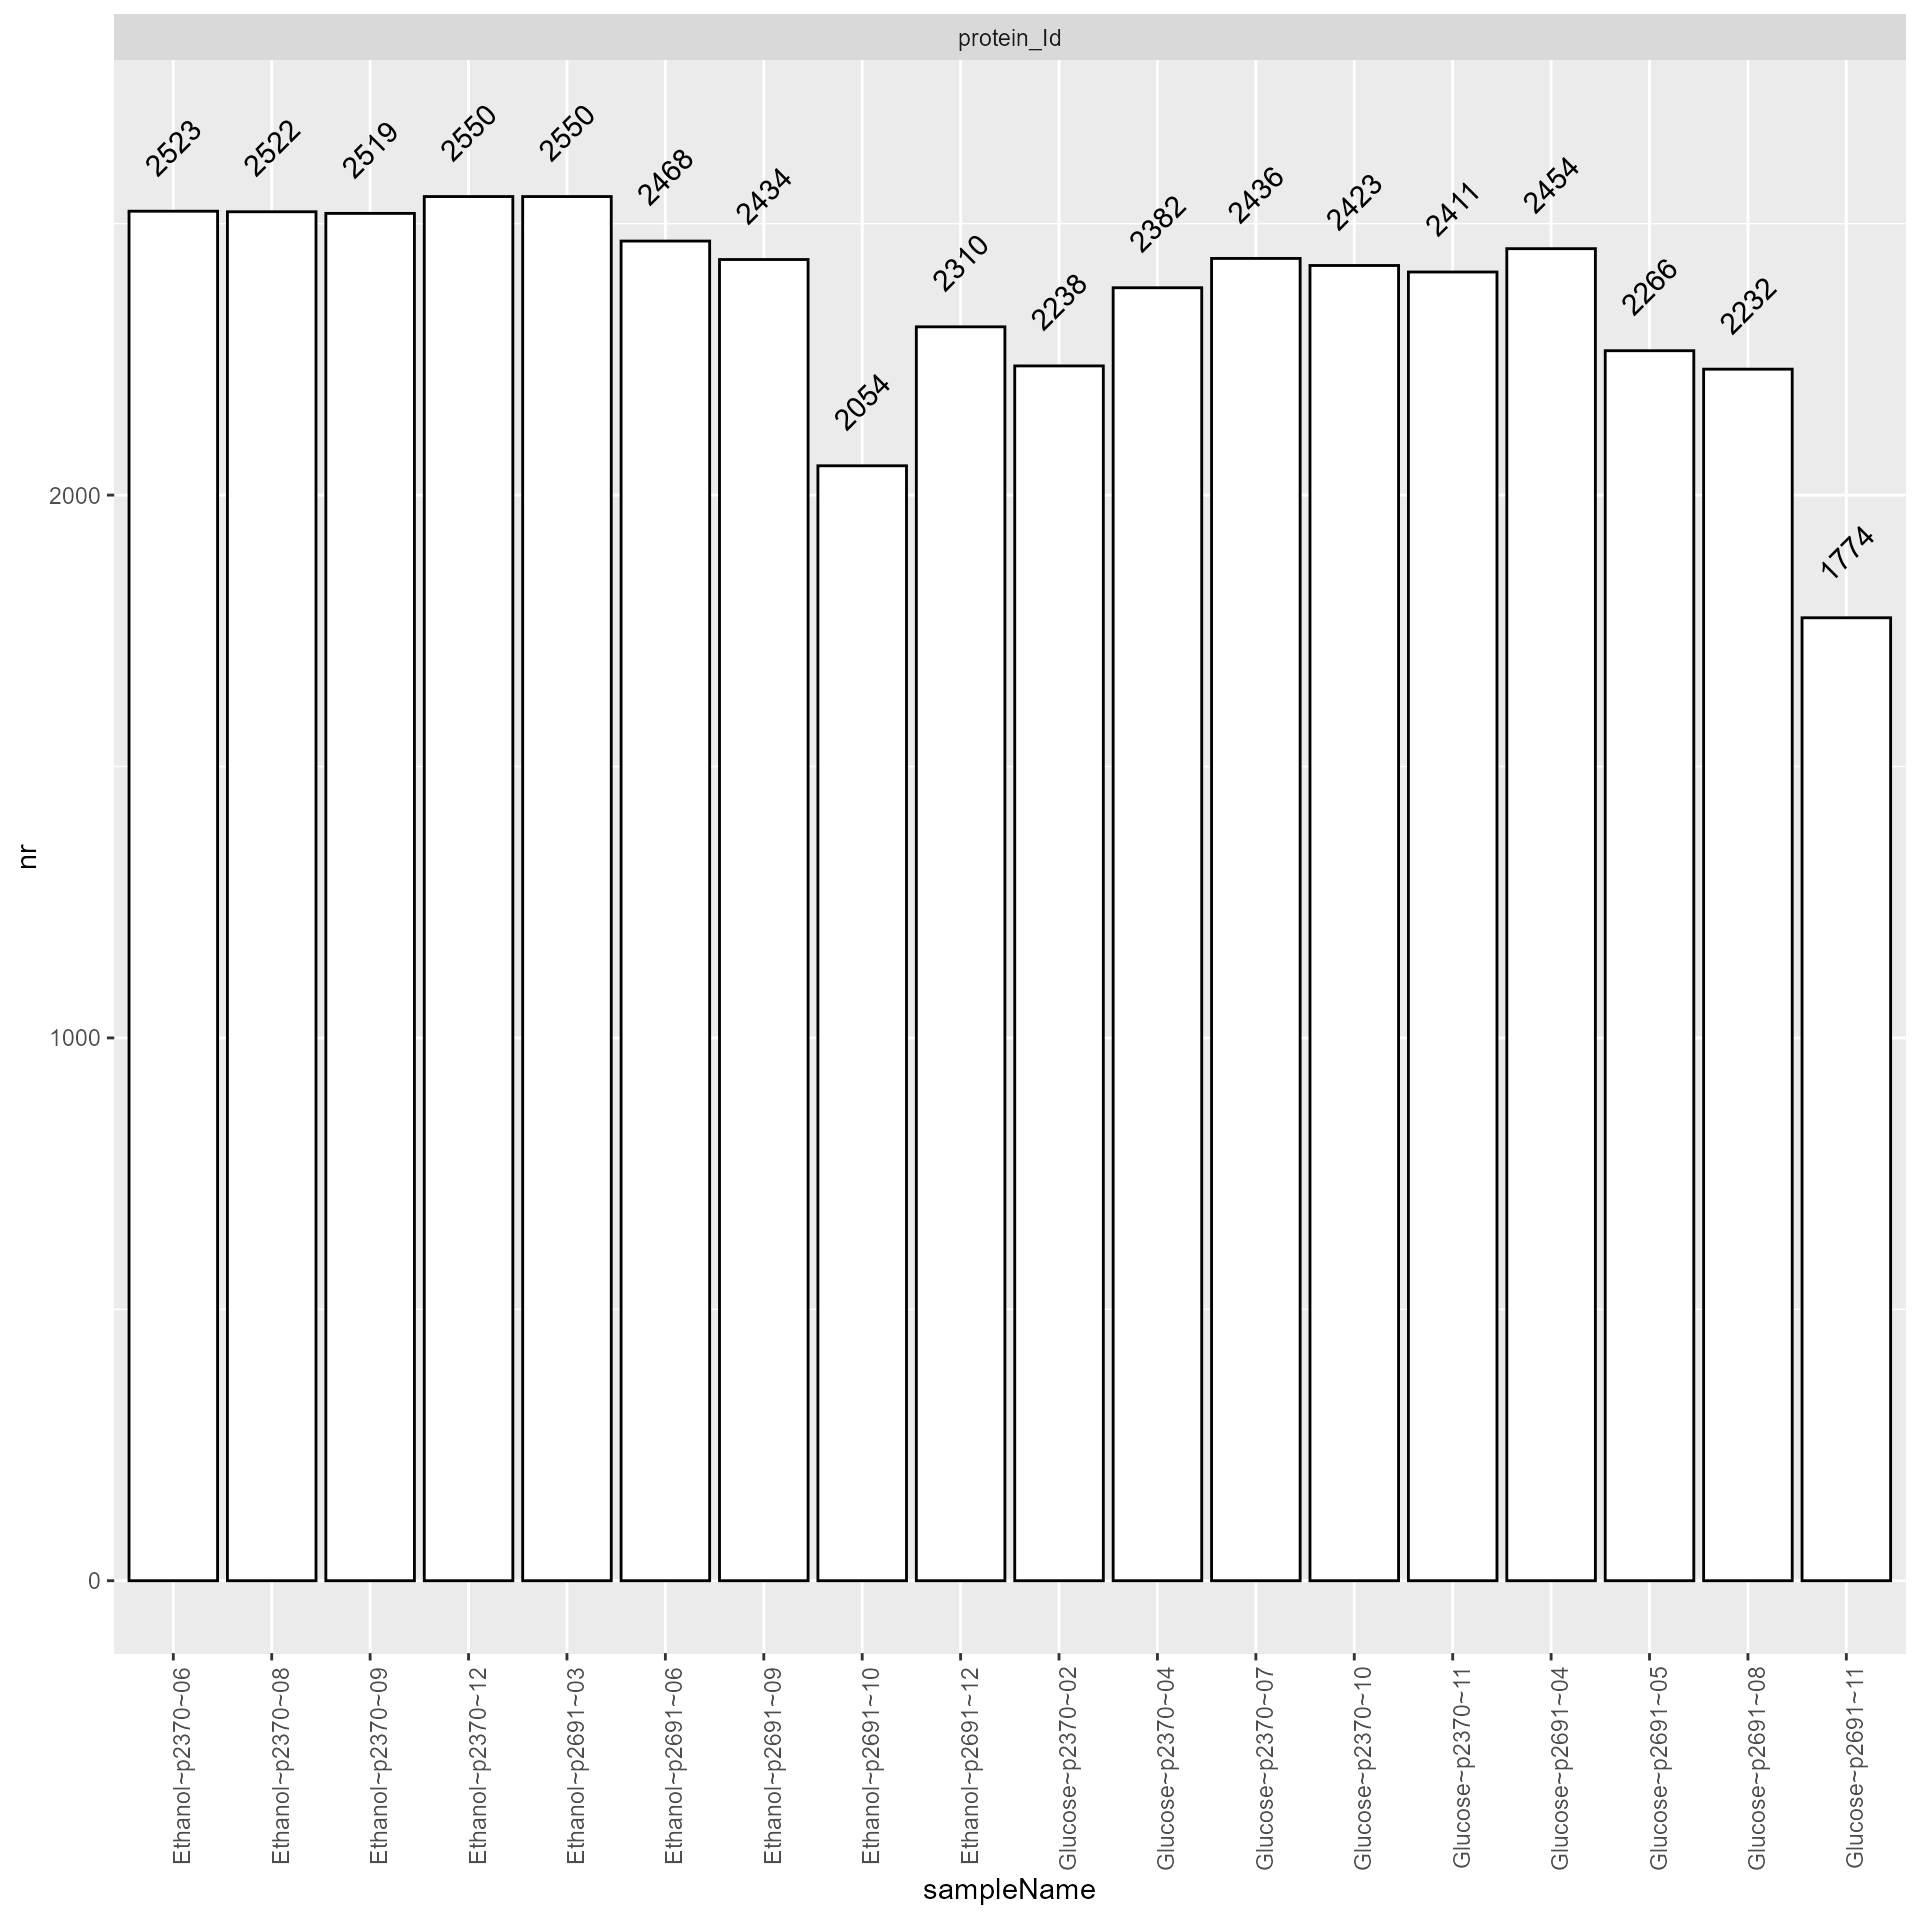 protein_Id
2523
2522
2519
2550
2550
2468
2434
2054
2310
2238
2382
2436
2423
2411
2454
2266
2232
1774
nr
2000
1000
0
Ethanol~p2370~06
Ethanol~p2370~08
Ethanol~p2370~09
Ethanol~p2370~12
Ethanol~p2691~03
Ethanol~p2691~06
Ethanol~p2691~09
Ethanol~p2691~10
Ethanol~p2691~12
Glucose~p2370~02
Glucose~p2370~04
Glucose~p2370~07
Glucose~p2370~10
Glucose~p2370~11
Glucose~p2691~04
Glucose~p2691~05
Glucose~p2691~08
Glucose~p2691~11
sampleName